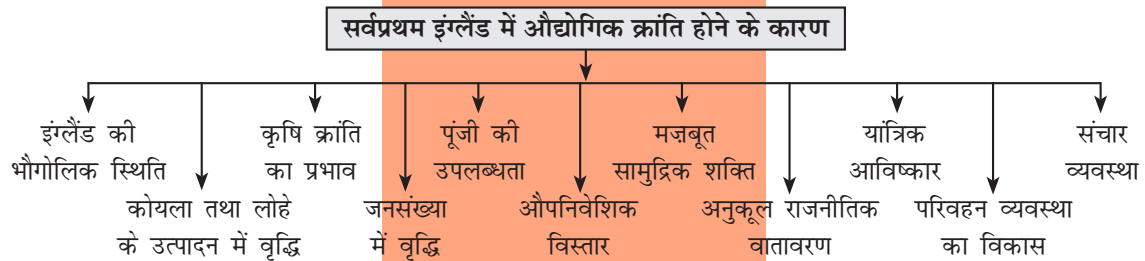 सर्वप्रथम इंग्लैंड में औद्योगिक क्रांति होने के कारण
इंग्लैंड की
भौगोलिक स्थिति
कोयला तथा लोहे
के उत्पादन में वृद्धि
कृषि क्रांति
का प्रभाव
जनसंख्या
में वृद्धि
पूंजी की
उपलब्धता
औपनिवेशिक
विस्तार
मज़बूत
सामुद्रिक शक्ति
अनुकूल राजनीतिक
वातावरण
यांत्रिक
आविष्कार
परिवहन व्यवस्था
का विकास
संचार
व्यवस्था